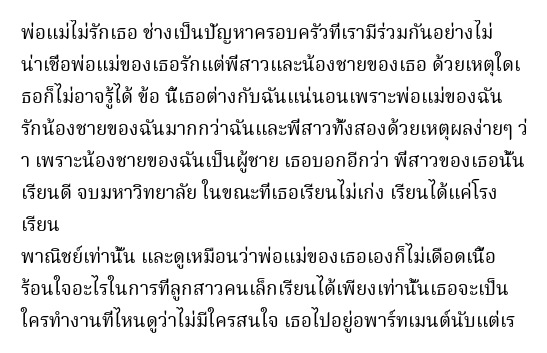 พ่อแม่ไม่รักเธอ ช่างเป็นปัญหาครอบครัวที่เรามีร่วมกันอย่างไม่
น่าเชื่อพ่อแม่ของเธอรักแต่พี่สาวและน้องชายของเธอ ด้วยเหตุใดเ
ธอก็ไม่อาจรู้ได้ ข้อ นี้เธอต่างกับฉันแน่นอนเพราะพ่อแม่ของฉัน
รักน้องชายของฉันมากกว่าฉันและพี่สาวทั้งสองด้วยเหตุผลง่ายๆ ว่
า เพราะน้องชายของฉันเป็นผู้ชาย เธอบอกอีกว่า พี่สาวของเธอนั้น
เรียนดี จบมหาวิทยาลัย ในขณะที่เธอเรียนไม่เก่ง เรียนได้แค่โรง
เรียน
พาณิชย์เท่านั้น และดูเหมือนว่าพ่อแม่ของเธอเองก็ไม่เดือดเนื้อ
ร้อนใจอะไรในการที่ลูกสาวคนเล็กเรียนได้เพียงเท่านั้นเธอจะเป็น
ใครทำงานที่ไหนดูว่าไม่มีใครสนใจ เธอไปอยู่อพาร์ทเมนต์นับแต่เร